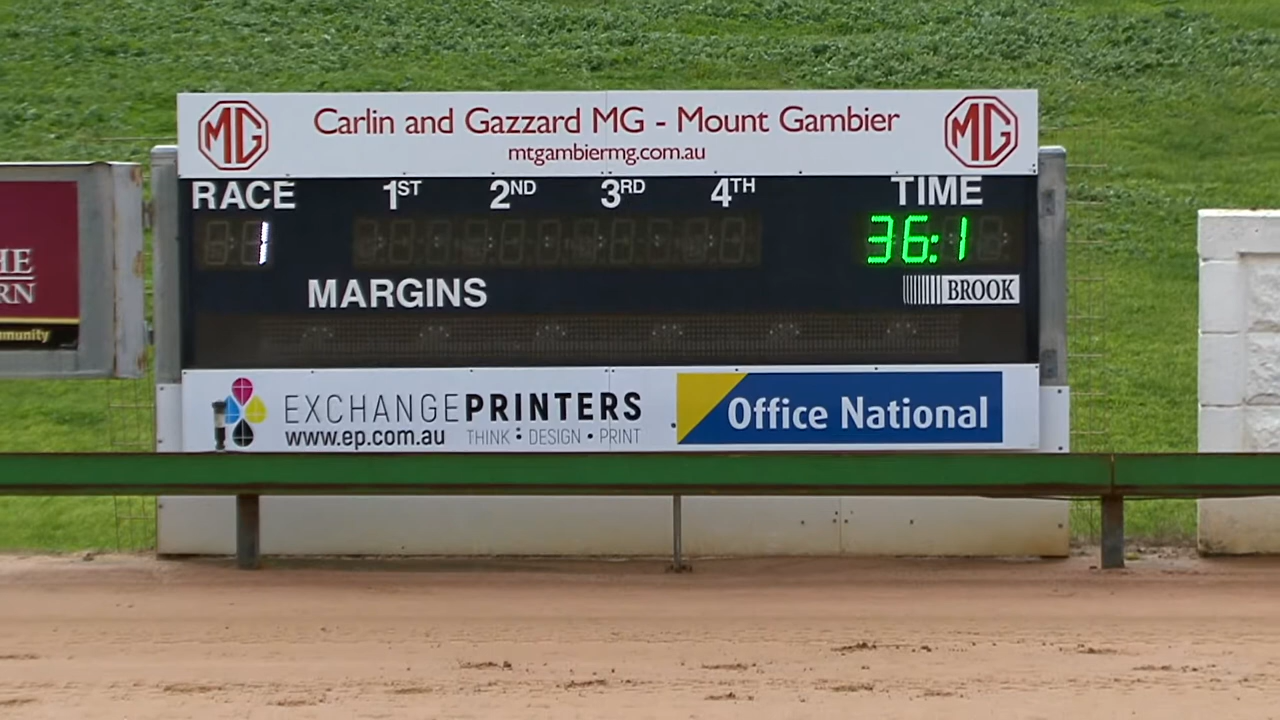 MG Carlin and Gazzard MG - Mount Gambier MG
mtgambiermg.com.au
RACE 1ST 2ND 3RD 4TH TIME
1 36:1
MARGINS BROOK
EXCHANGEPRINTERS
www.ep.com.au THINK : DESIGN • PRINT
Office National